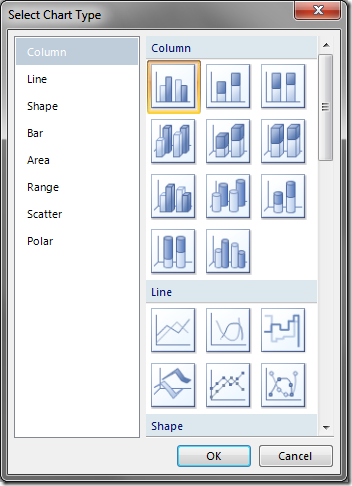 Select Chart Type
Column
Line
Shape
Bar
Area
Range
Scatter
Polar
Column
Line
Shape
OK
Cancel